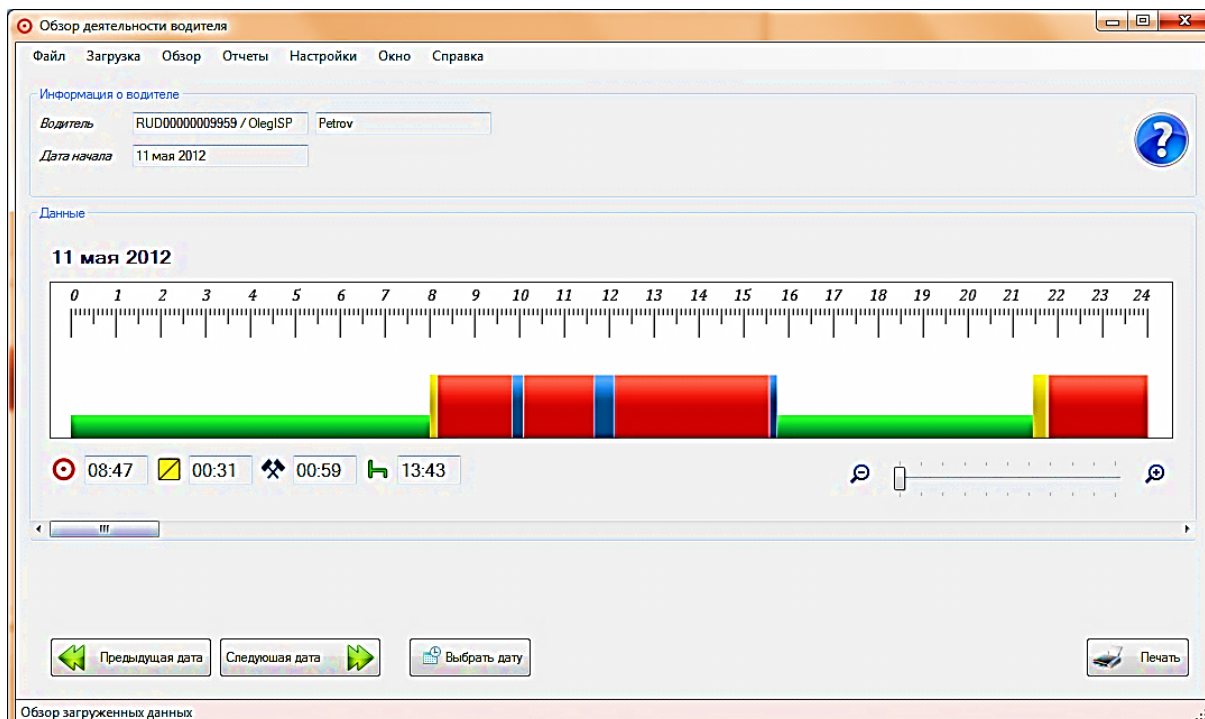 Обзор деятельности водителя
Файл Загрузка Обзор Отчеты Настройки Окно Справка
Информация о водителе
Водитель RUD00000009959 / OlegISP Petrov
Дата начала 11 мая 2012
Данные
11 мая 2012
0 1 2 3 4 5 6 7 8 9 10 11 12 13 14 15 16 17 18 19 20 21 22 23 24
08:47 00:31 00:59 13:43
Предыдущая дата Следуюшая дата Выбрать дату Печать
Обзор загруженных данных